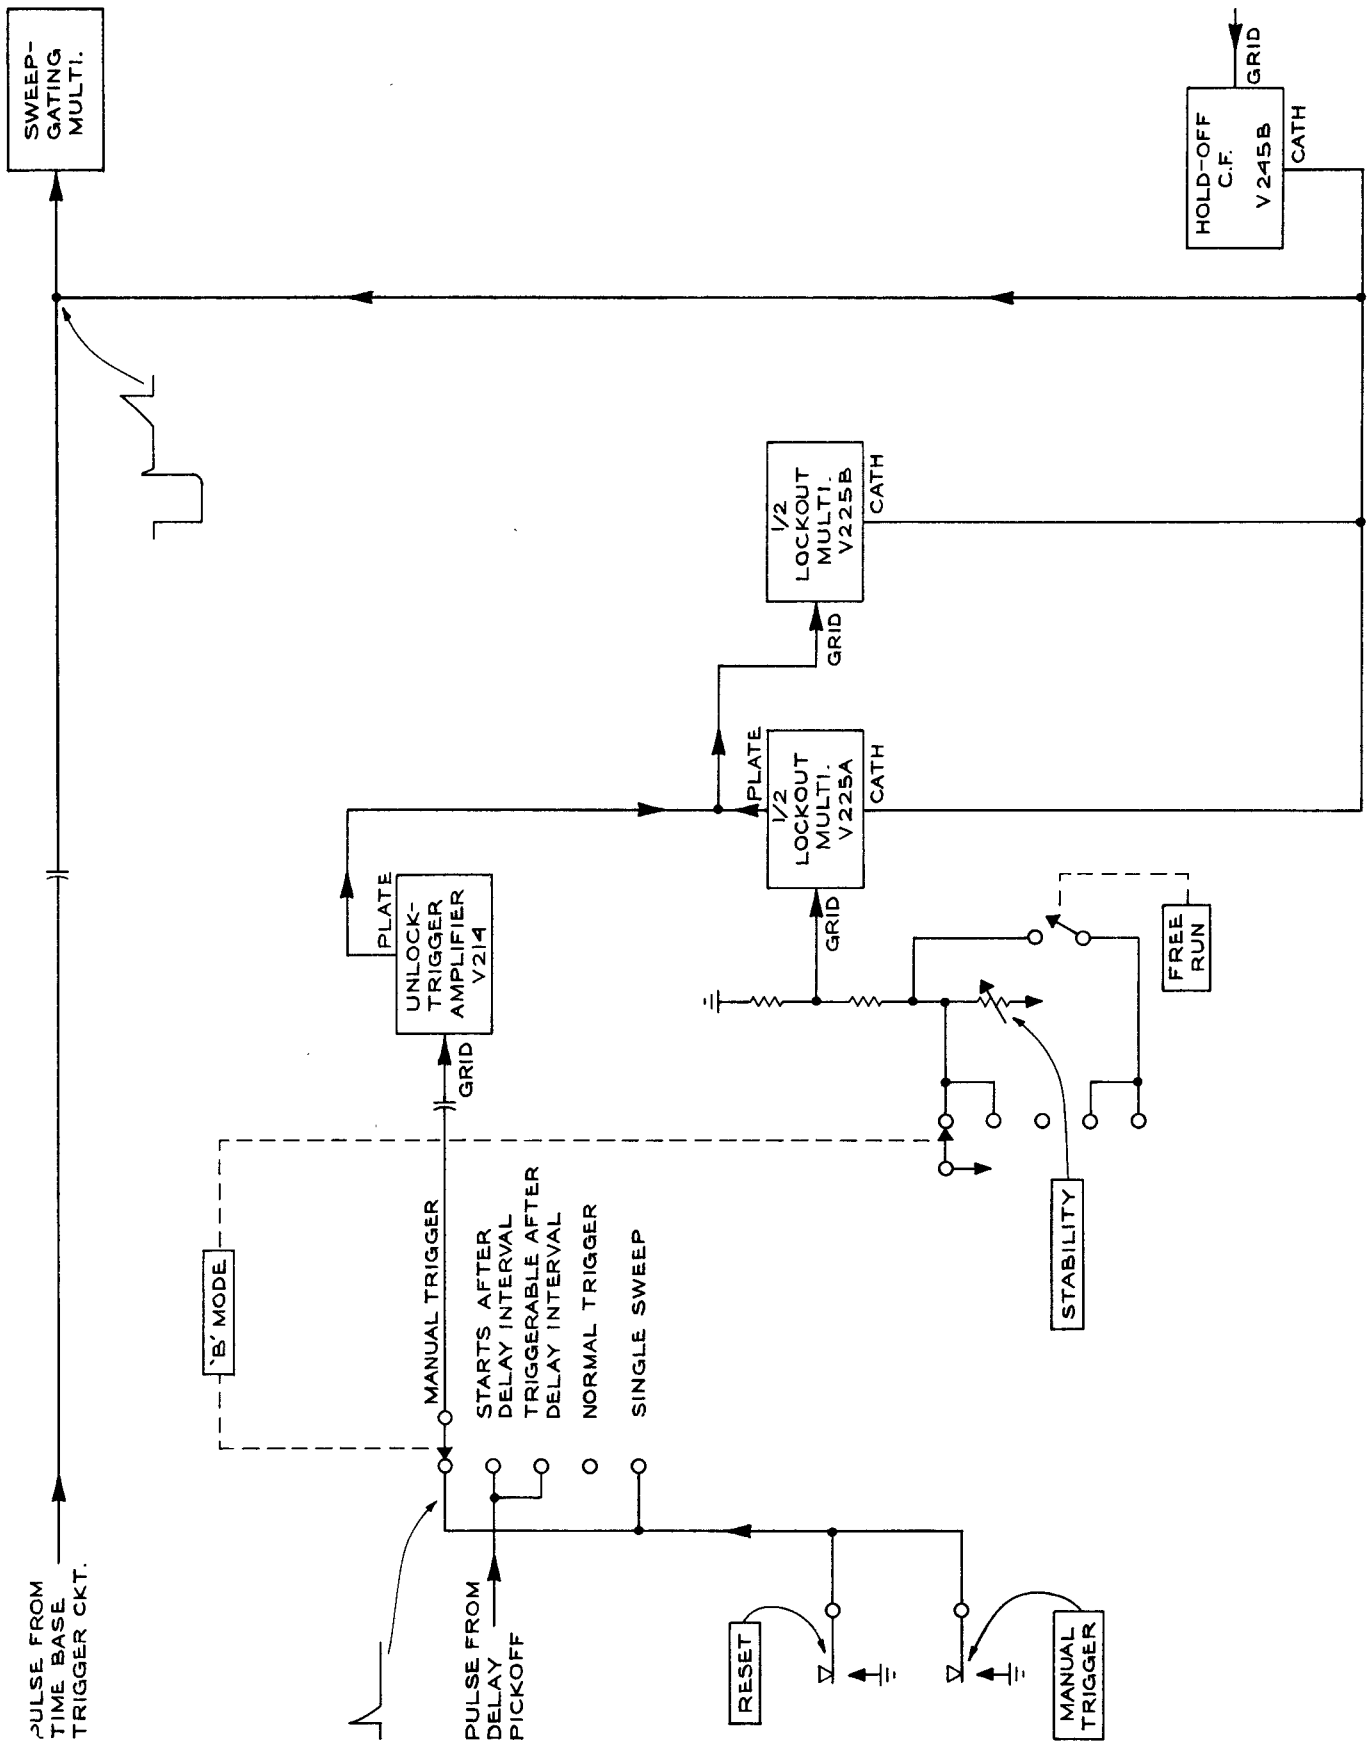 PULSE FROM
TIME BASE
TRIGGER CKT.
SWEEP-
GATING
MULTI.
'B' MODE
PULSE FROM
DELAY
PICKOFF
MANUAL TRIGGER
STARTS AFTER
DELAY INTERVAL
TRIGGERABLE AFTER
DELAY INTERVAL
NORMAL TRIGGER
SINGLE SWEEP
GRID
UNLOCK-
TRIGGER
AMPLIFIER
V214
PLATE
RESET
MANUAL
TRIGGER
STABILITY
FREE
RUN
GRID
1/2
LOCKOUT
MULTI.
V225A
PLATE
CATH
GRID
1/2
LOCKOUT
MULTI.
V225B
CATH
HOLD-OFF
C.F.
V245B
GRID
CATH